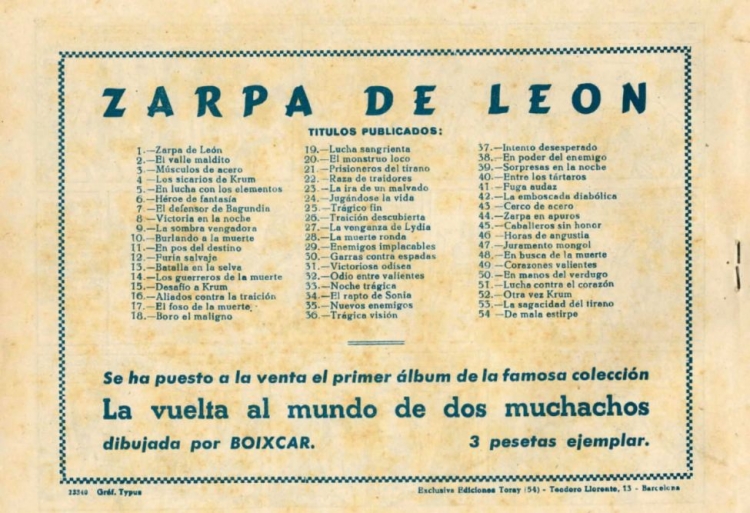 ZARPA DE LEON
TITULOS PUBLICADOS:
1.—Zarpa de León
2.—El valle maldito
3.—Músculos de acero
4.—Los sicarios de Krum
5.—En lucha con los elementos
6.—Héroe de fantasía
7.—El defensor de Bagundia
8.—Victoria en la noche
9.—La sombra vengadora
10.—Burlando a la muerte
11.—En pos del destino
12.—Furia salvaje
13.—Batalla en la selva
14.—Los guerreros de la muerte
15.—Desafío a Krum
16.—Aliados contra la traición
17.—El foso de la muerte
18.—Boro el maligno
19.—Lucha sangrienta
20.—El monstruo loco
21.—Prisioneros del tirano
22.—Raza de traidores
23.—La ira de un malvado
24.—Jugándose la vida
25.—Trágico fin
26.—Traición descubierta
27.—La venganza de Lydia
28.—La muerte ronda
29.—Enemigos implacables
30.—Garras contra espadas
31.—Victoriosa odisea
32.—Odio entre valientes
33.—Noche trágica
34.—El rapto de Sonia
35.—Nuevos enemigos
36.—Trágica visión
37.—Intento desesperado
38.—En poder del enemigo
39.—Sorpresas en la noche
40.—Entre los tártaros
41.—Fuga audaz
42.—La emboscada diabólica
43.—Cerco de acero
44.—Zarpa en apuros
45.—Caballeros sin honor
46.—Horas de angustia
47.—Juramento mongol
48.—En busca de la muerte
49.—Corazones valientes
50.—En manos del verdugo
51.—Lucha contra el corazón
52.—Otra vez Krum
53.—La sagacidad del tirano
54.—De mala estirpe
Se ha puesto a la venta el primer álbum de la famosa colección
La vuelta al mundo de dos muchachos
dibujada por BOIXCAR. 3 pesetas ejemplar.
Gráf. Typus
Exclusiva Ediciones Toray (54) - Teodoro Llorente, 13 - Barcelona